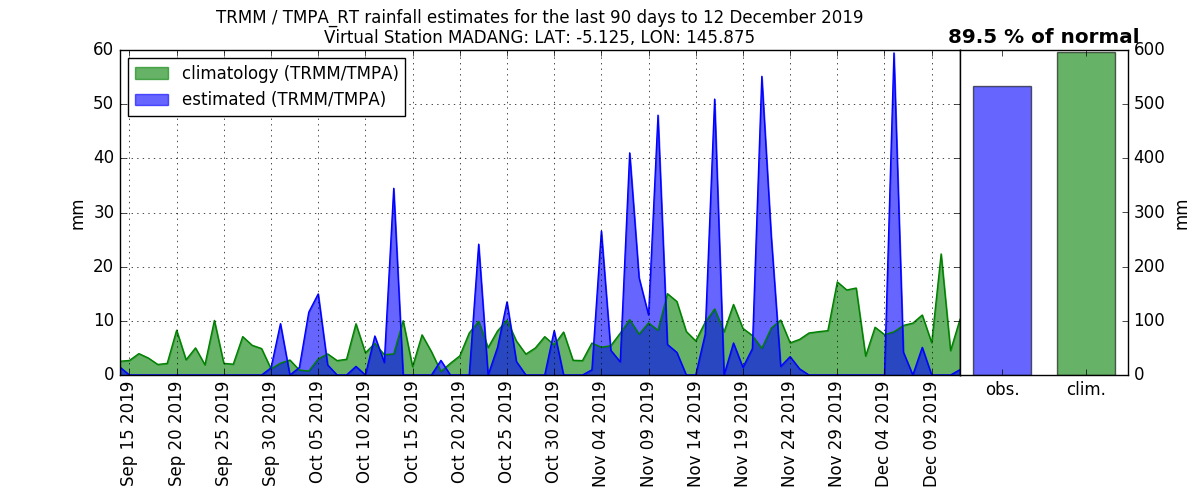 TRMM / TMPA_RT rainfall estimates for the last 90 days to 12 December 2019
Virtual Station MADANG: LAT: -5.125, LON: 145.875
89.5 % of normal
climatology (TRMM/TMPA)
estimated (TRMM/TMPA)
60
50
40
30
20
10
0
mm
600
500
400
300
200
100
0
mm
Sep 15 2019
Sep 20 2019
Sep 25 2019
Sep 30 2019
Oct 05 2019
Oct 10 2019
Oct 15 2019
Oct 20 2019
Oct 25 2019
Oct 30 2019
Nov 04 2019
Nov 09 2019
Nov 14 2019
Nov 19 2019
Nov 24 2019
Nov 29 2019
Dec 04 2019
Dec 09 2019
obs.
clim.